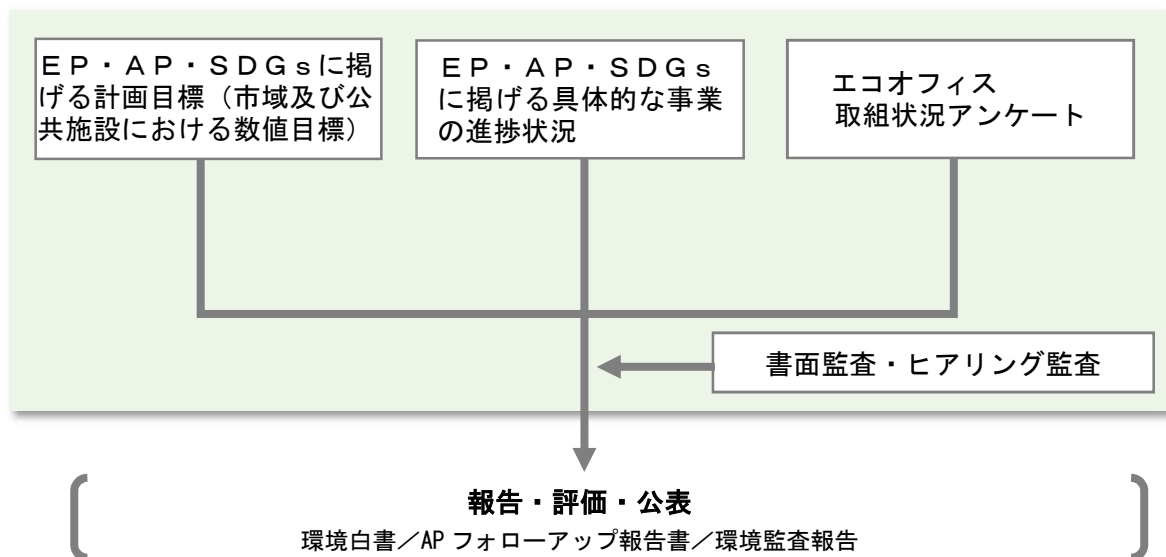 ＥＰ・ＡＰ・ＳＤＧｓに掲
げる計画目標（市域及び公
共施設における数値目標）
ＥＰ・ＡＰ・ＳＤＧｓ
に掲げる具体的な事業
の進捗状況
エコオフィス
取組状況アンケート
書面監査・ヒアリング監査
報告・評価・公表
環境白書／AP フォローアップ報告書／環境監査報告